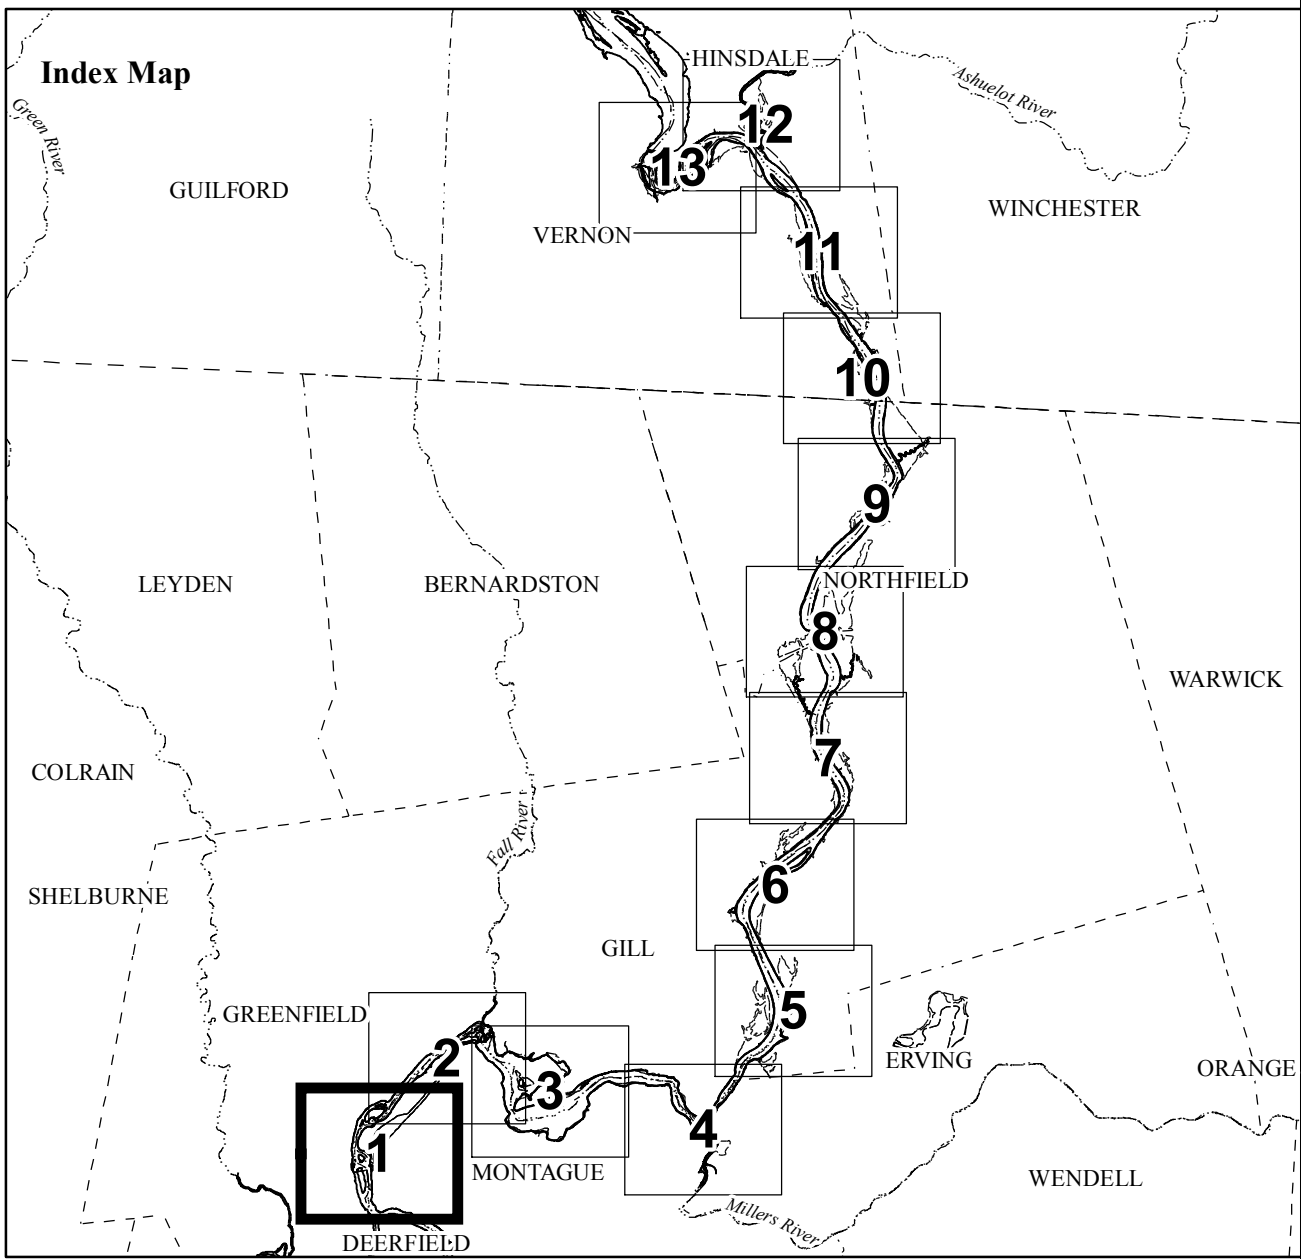 Index Map
HINSDALE
Ashuelot River
Green River
12
13
GUILFORD
WINCHESTER
VERNON
11
10
9
LEYDEN
BERNARDSTON
NORTHFIELD
8
WARWICK
7
COLRAIN
Fall River
6
SHELBURNE
GILL
5
GREENFIELD
2
ERVING
ORANGE
3
4
1
MONTAGUE
WENDELL
Millers River
DEERFIELD